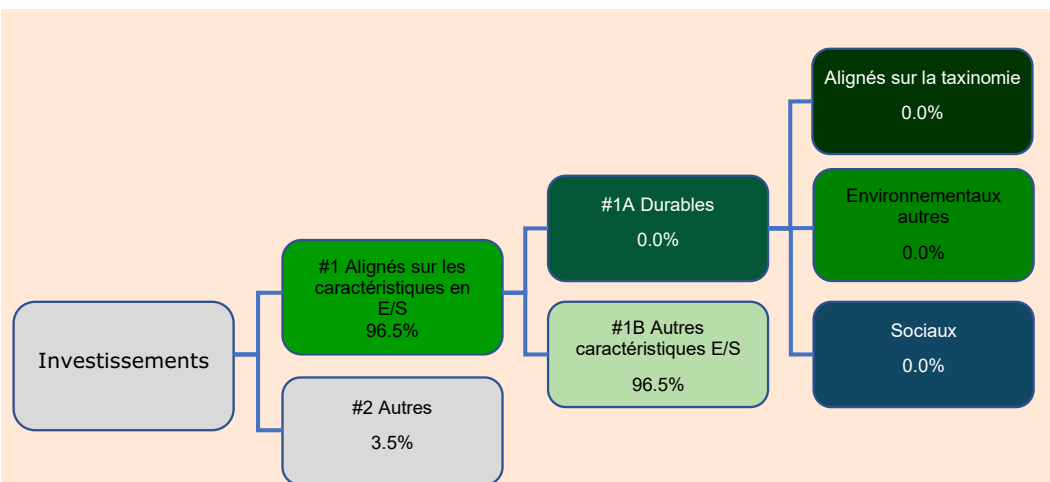 Investissements
#1 Alignés sur les
caractéristiques en
E/S
96.5%
#2 Autres
3.5%
#1A Durables
0.0%
#1B Autres
caractéristiques E/S
96.5%
Alignés sur la taxinomie
0.0%
Environnementaux
autres
0.0%
Sociaux
0.0%